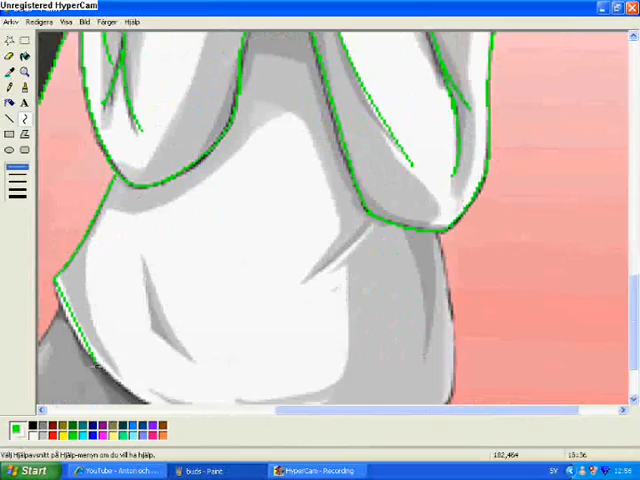 Unregistered HyperCam
Arkiv Redigera Visa Bild Färger Hjälp
A
Välj Hjälpavsnitt på Hjälp-menyn om du vill ha hjälp.
182,464
Start
YouTube - Anton och ...
buds - Paint
HyperCam - Recording
SV
12:56